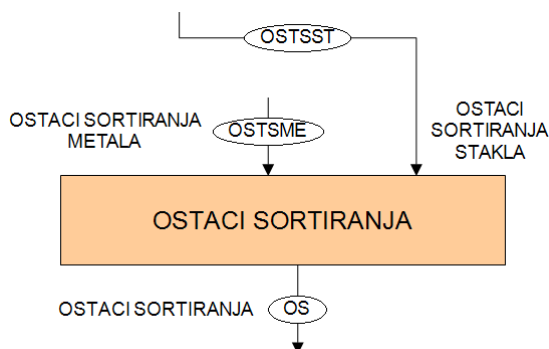 OSTSST
OSTACI SORTIRANJA
METALA
OSTSME
OSTACI
SORTIRANJA
STAKLA
OSTACI SORTIRANJA
OSTACI SORTIRANJA
OS